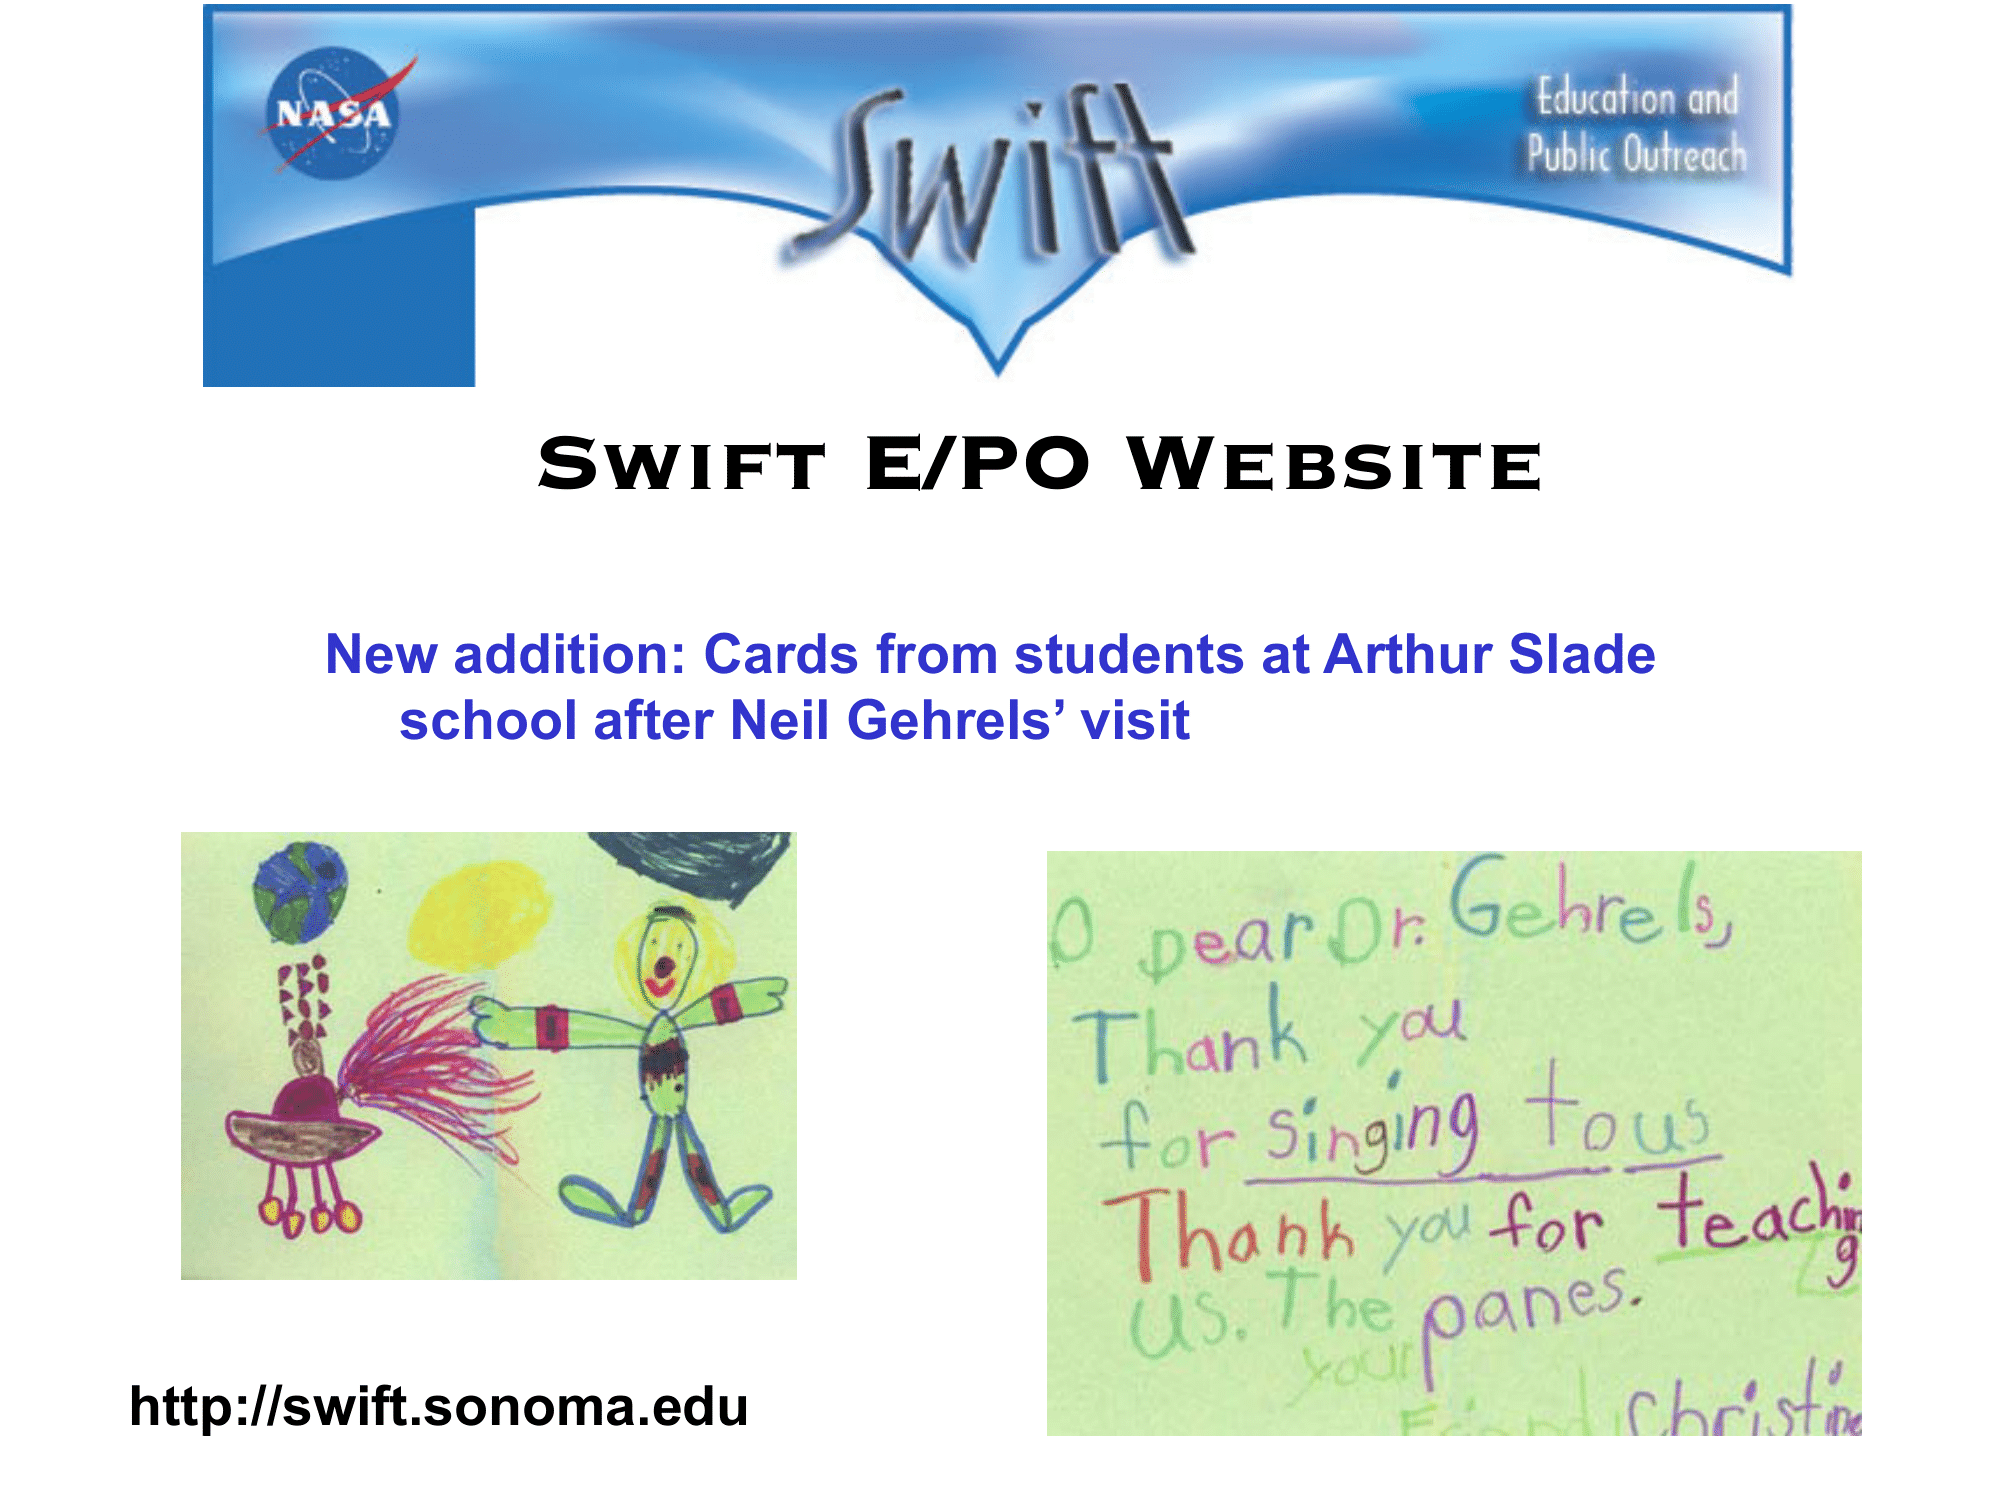 NASA
Swift
Education and
Public Outreach
SWIFT E/PO WEBSITE
New addition: Cards from students at Arthur Slade
school after Neil Gehrels’ visit
O Dear Dr. Gehrels,
Thank you
for singing to us
Thank you for teaching
us. The panes.
your
Friend, Christine
http://swift.sonoma.edu